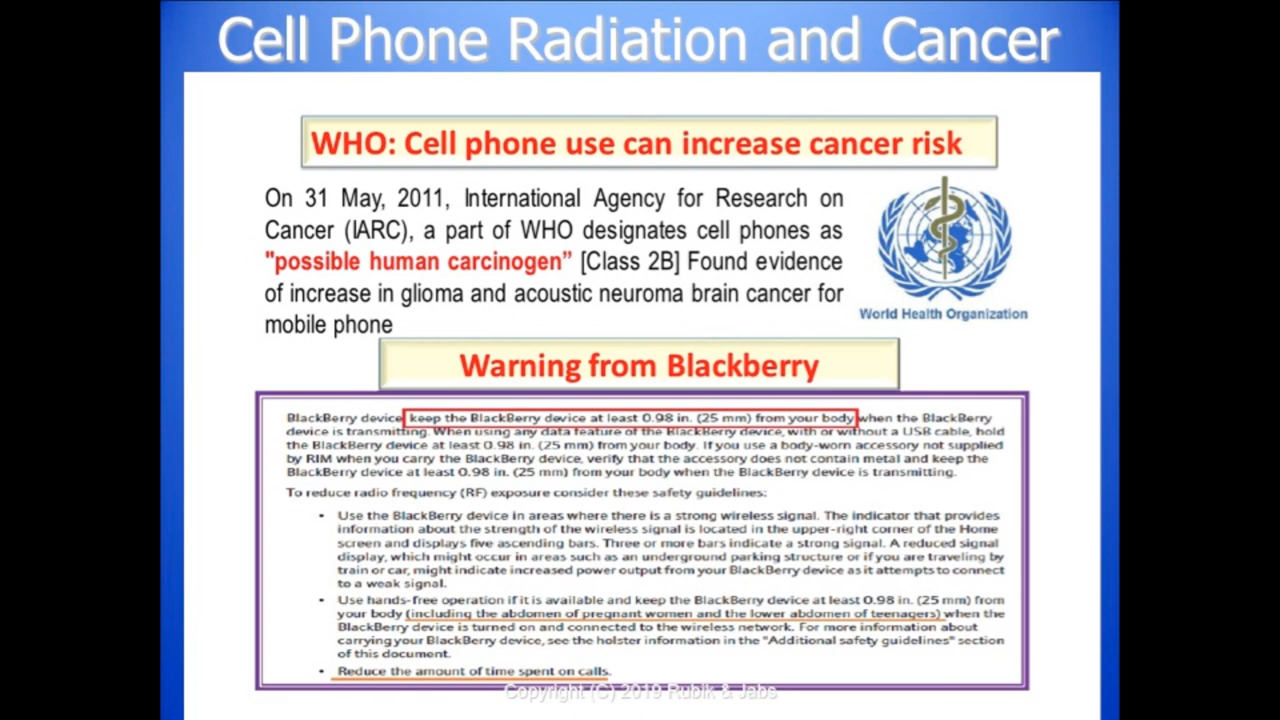 Cell Phone Radiation and Cancer
WHO: Cell phone use can increase cancer risk
On 31 May, 2011, International Agency for Research on
Cancer (IARC), a part of WHO designates cell phones as
"possible human carcinogen” [Class 2B] Found evidence
of increase in glioma and acoustic neuroma brain cancer for
mobile phone
World Health Organization
Warning from Blackberry
BlackBerry device, keep the BlackBerry device at least 0.98 in. (25 mm) from your body when the BlackBerry
device is transmitting. When using any data feature of the BlackBerry device, with or without a USB cable, hold
the BlackBerry device at least 0.98 in. (25 mm) from your body. If you use a body-worn accessory not supplied
by RIM when you carry the BlackBerry device, verify that the accessory does not contain metal and keep the
BlackBerry device at least 0.98 in. (25 mm) from your body when the BlackBerry device is transmitting.
To reduce radio frequency (RF) exposure consider these safety guidelines:
• Use the BlackBerry device in areas where there is a strong wireless signal. The indicator that provides
information about the strength of the wireless signal is located in the upper-right corner of the Home
screen and displays five ascending bars. Three or more bars indicate a strong signal. A reduced signal
display, which might occur in areas such as an underground parking structure or if you are traveling by
train or car, might indicate increased power output from your BlackBerry device as it attempts to connect
to a weak signal.
• Use hands-free operation if it is available and keep the BlackBerry device at least 0.98 in. (25 mm) from
your body (including the abdomen of pregnant women and the lower abdomen of teenagers) when the
BlackBerry device is turned on and connected to the wireless network. For more information about
carrying your BlackBerry device, see the holster information in the "Additional safety guidelines" section
of this document.
• Reduce the amount of time spent on calls.
Copyright (C) 2019 Rubik & Jabs